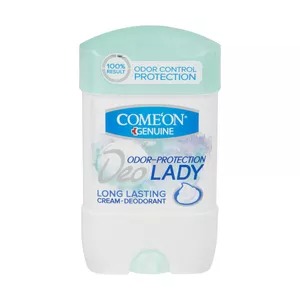 100%
RESULT
ODOR CONTROL
PROTECTION
COME'ON
GENUINE
ODOR-PROTECTION
Deo LADY
LONG LASTING
CREAM-DEODORANT